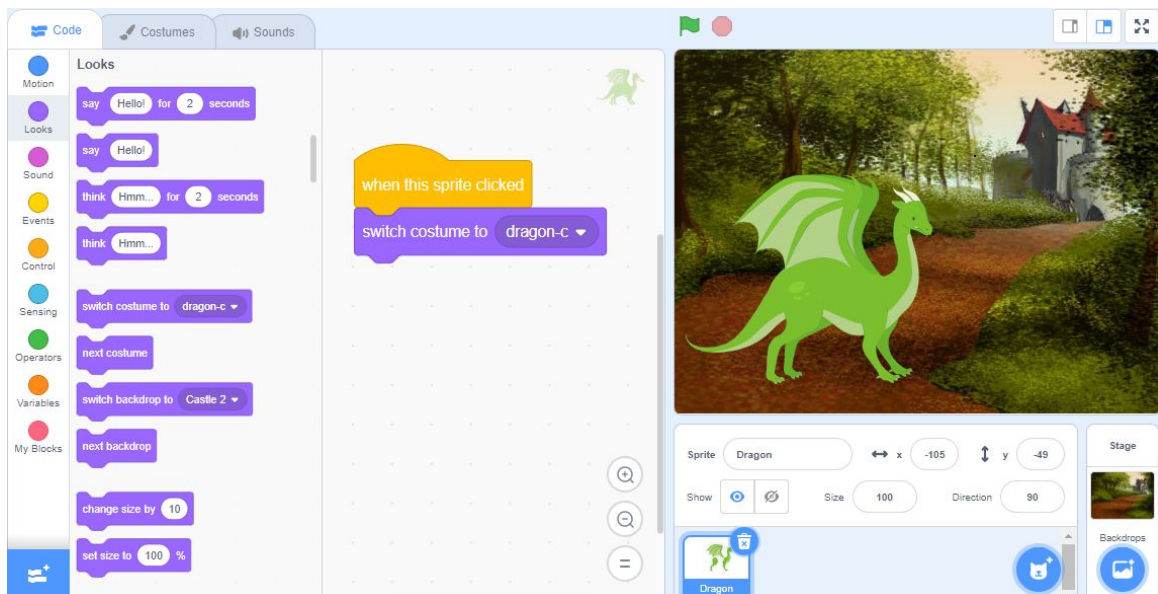 Code
Costumes
Sounds
Motion
Looks
Sound
Events
Control
Sensing
Operators
Variables
My Blocks
Looks
say Hello! for 2 seconds
say Hello!
think Hmm... for 2 seconds
think Hmm...
switch costume to dragon-c
next costume
switch backdrop to Castle 2
next backdrop
change size by 10
set size to 100 %
when this sprite clicked
switch costume to dragon-c
Sprite Dragon x -105 y -49
Show Size 100 Direction 90
Dragon
Stage
Backdrops